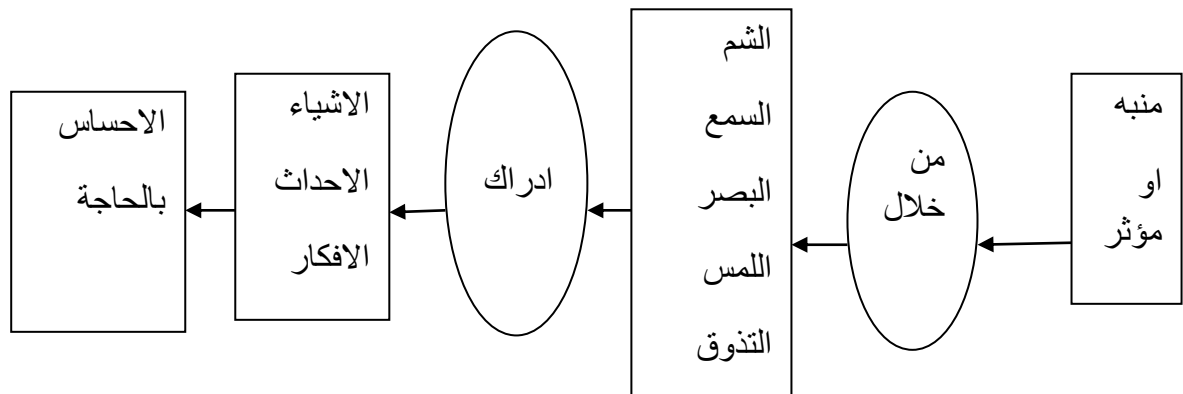 منبه
او
مؤثر
من
خلال
الشم
السمع
البصر
اللمس
التذوق
ادراك
الاشياء
الاحداث
الافكار
الاحساس
بالحاجة